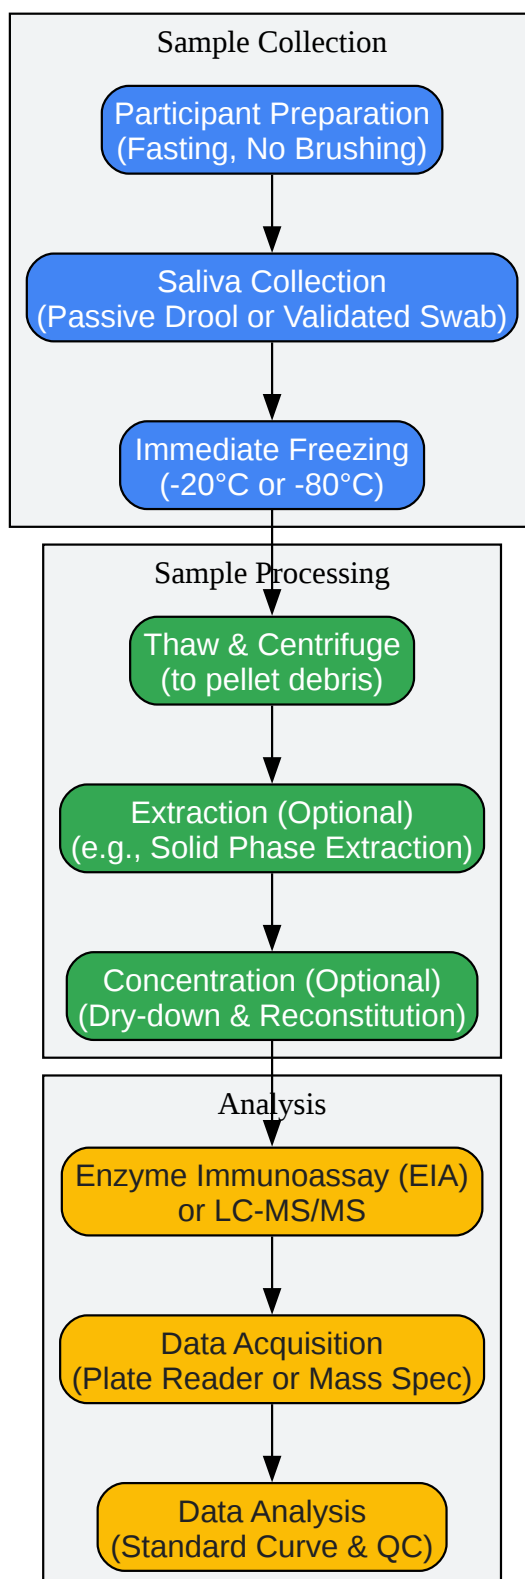 Sample Collection
Participant Preparation
(Fasting, No Brushing)
Saliva Collection
(Passive Drool or Validated Swab)
Immediate Freezing
(-20°C or -80°C)
Sample Processing
Thaw & Centrifuge
(to pellet debris)
Extraction (Optional)
(e.g., Solid Phase Extraction)
Concentration (Optional)
(Dry-down & Reconstitution)
Analysis
Enzyme Immunoassay (EIA)
or LC-MS/MS
Data Acquisition
(Plate Reader or Mass Spec)
Data Analysis
(Standard Curve & QC)